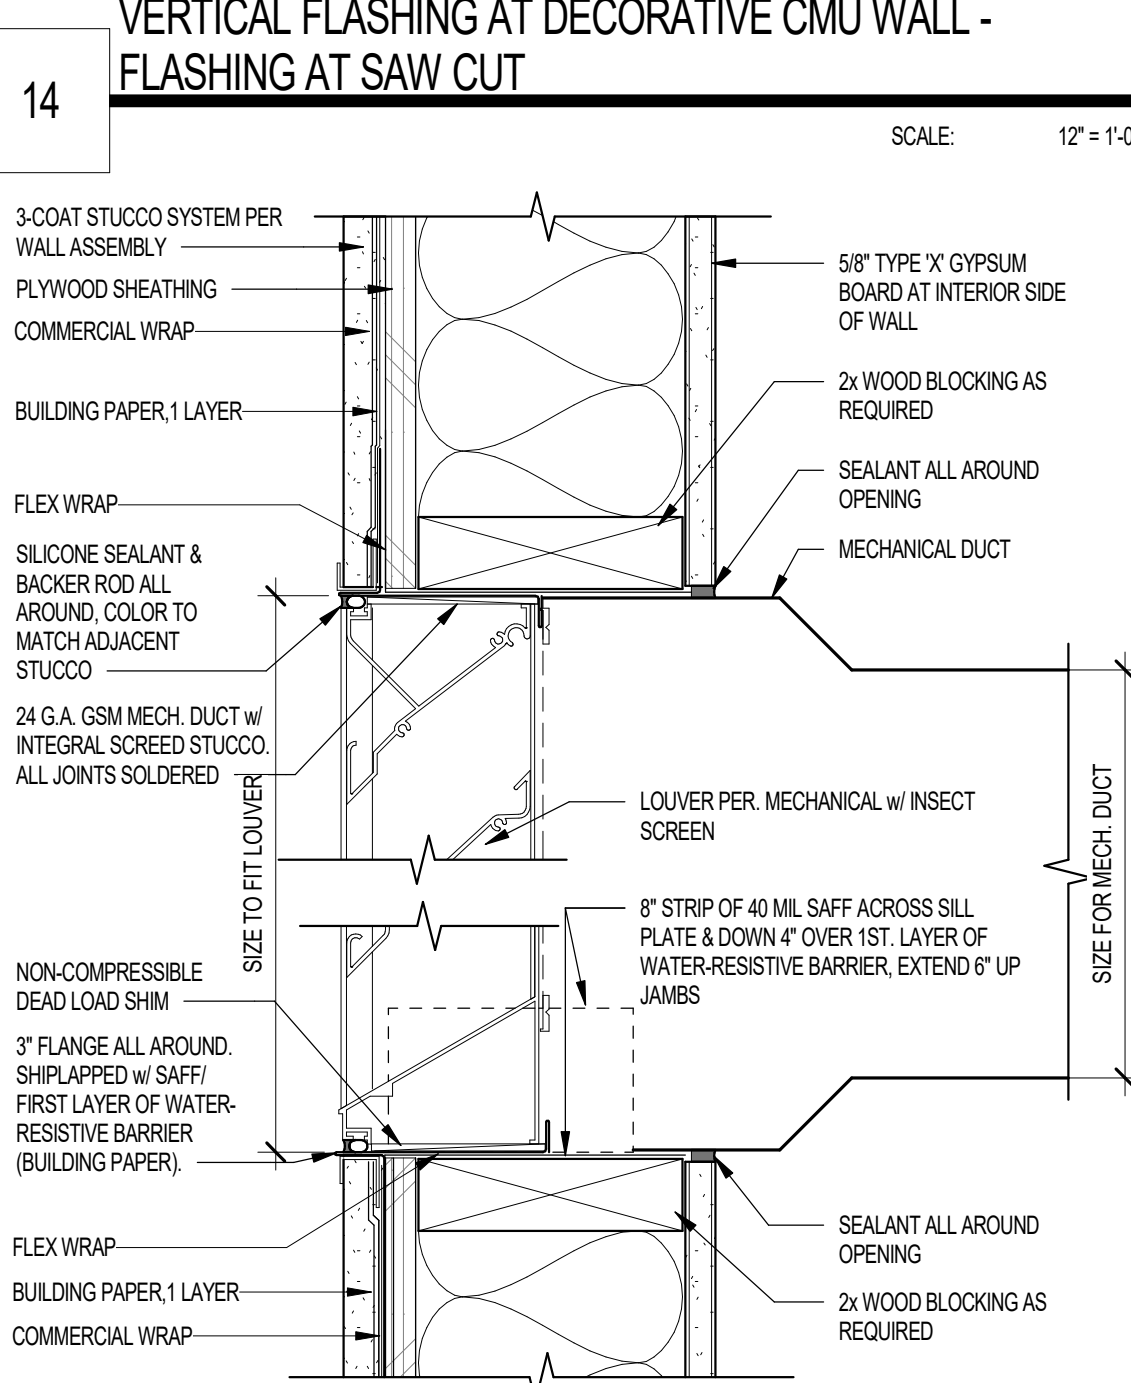 VERTICAL FLASHING AT DECORATIVE CMU WALL -
FLASHING AT SAW CUT
14
SCALE: 12" = 1'-0
3-COAT STUCCO SYSTEM PER
WALL ASSEMBLY
PLYWOOD SHEATHING
COMMERCIAL WRAP
BUILDING PAPER,1 LAYER
FLEX WRAP
SILICONE SEALANT &
BACKER ROD ALL
AROUND, COLOR TO
MATCH ADJACENT
STUCCO
24 G.A. GSM MECH. DUCT w/
INTEGRAL SCREED STUCCO.
ALL JOINTS SOLDERED
SIZE TO FIT LOUVER
NON-COMPRESSIBLE
DEAD LOAD SHIM
3" FLANGE ALL AROUND.
SHIPLAPPED w/ SAFF/
FIRST LAYER OF WATER-
RESISTIVE BARRIER
(BUILDING PAPER).
FLEX WRAP
BUILDING PAPER,1 LAYER
COMMERCIAL WRAP
5/8" TYPE 'X' GYPSUM
BOARD AT INTERIOR SIDE
OF WALL
2x WOOD BLOCKING AS
REQUIRED
SEALANT ALL AROUND
OPENING
MECHANICAL DUCT
LOUVER PER. MECHANICAL w/ INSECT
SCREEN
8" STRIP OF 40 MIL SAFF ACROSS SILL
PLATE & DOWN 4" OVER 1ST. LAYER OF
WATER-RESISTIVE BARRIER, EXTEND 6" UP
JAMBS
SIZE FOR MECH. DUCT
SEALANT ALL AROUND
OPENING
2x WOOD BLOCKING AS
REQUIRED